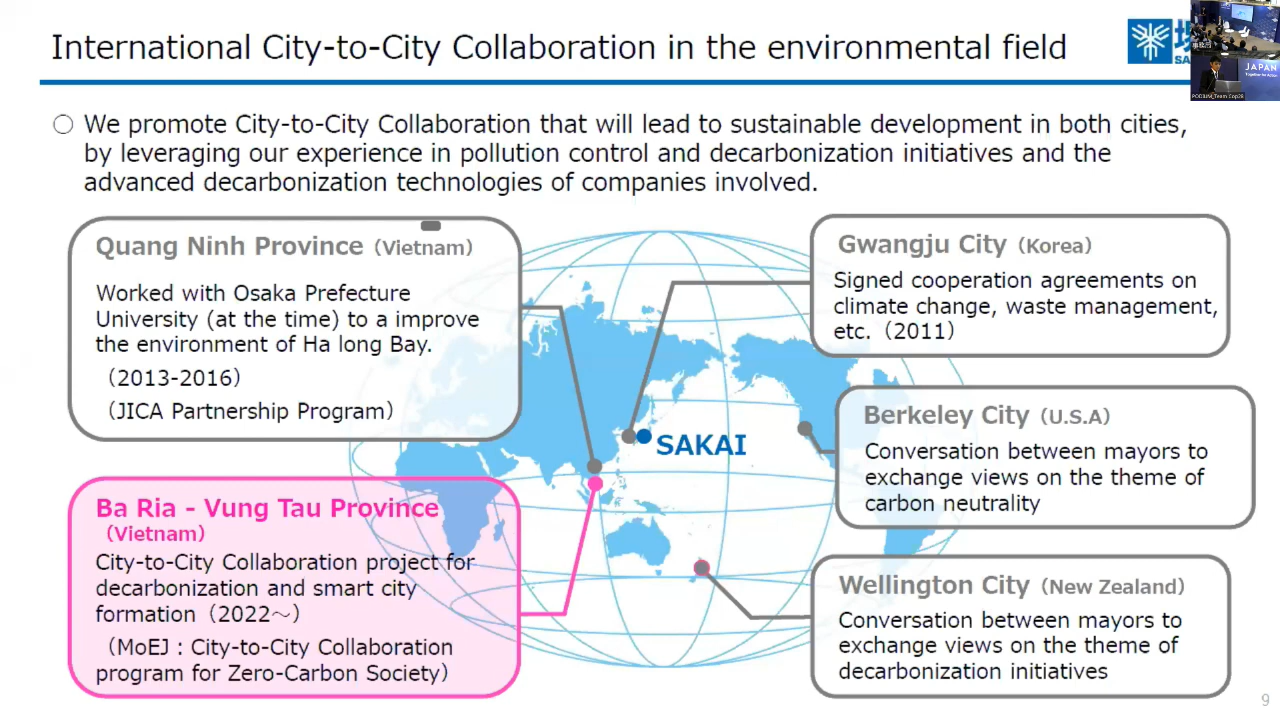 International City-to-City Collaboration in the environmental field
堺
SA
JAPAN
Together for Action
PODIUM_Team Cop28
○ We promote City-to-City Collaboration that will lead to sustainable development in both cities,
by leveraging our experience in pollution control and decarbonization initiatives and the
advanced decarbonization technologies of companies involved.
Quang Ninh Province（Vietnam）
Worked with Osaka Prefecture
University (at the time) to a improve
the environment of Ha long Bay.
（2013-2016）
（JICA Partnership Program）
Ba Ria - Vung Tau Province
（Vietnam）
City-to-City Collaboration project for
decarbonization and smart city
formation（2022～）
（MoEJ : City-to-City Collaboration
program for Zero-Carbon Society）
SAKAI
Gwangju City（Korea）
Signed cooperation agreements on
climate change, waste management,
etc.（2011）
Berkeley City（U.S.A）
Conversation between mayors to
exchange views on the theme of
carbon neutrality
Wellington City（New Zealand）
Conversation between mayors to
exchange views on the theme of
decarbonization initiatives
9